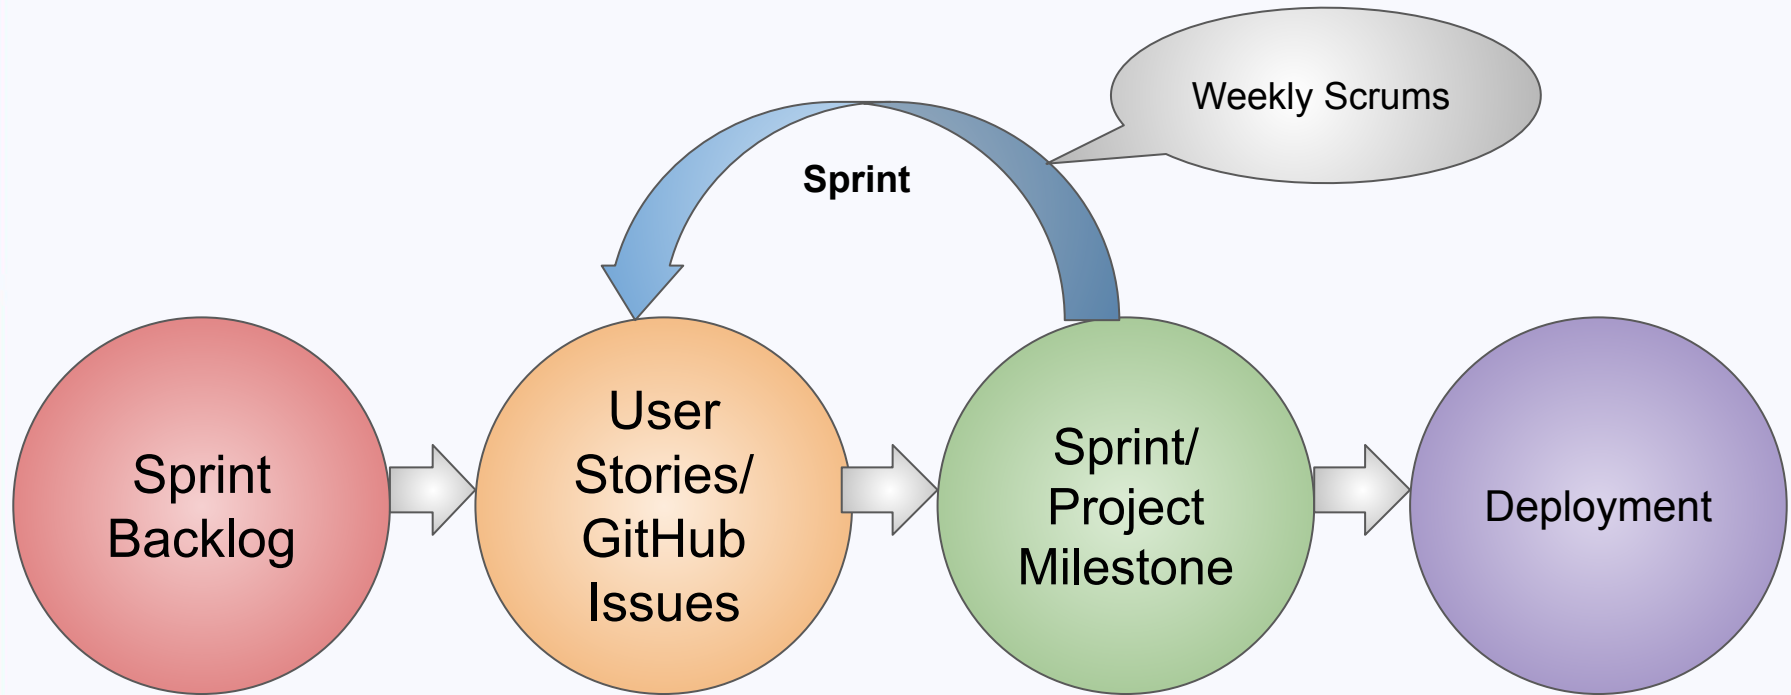 Weekly Scrums
Sprint
Sprint
Backlog
User
Stories/
GitHub
Issues
Sprint/
Project
Milestone
Deployment